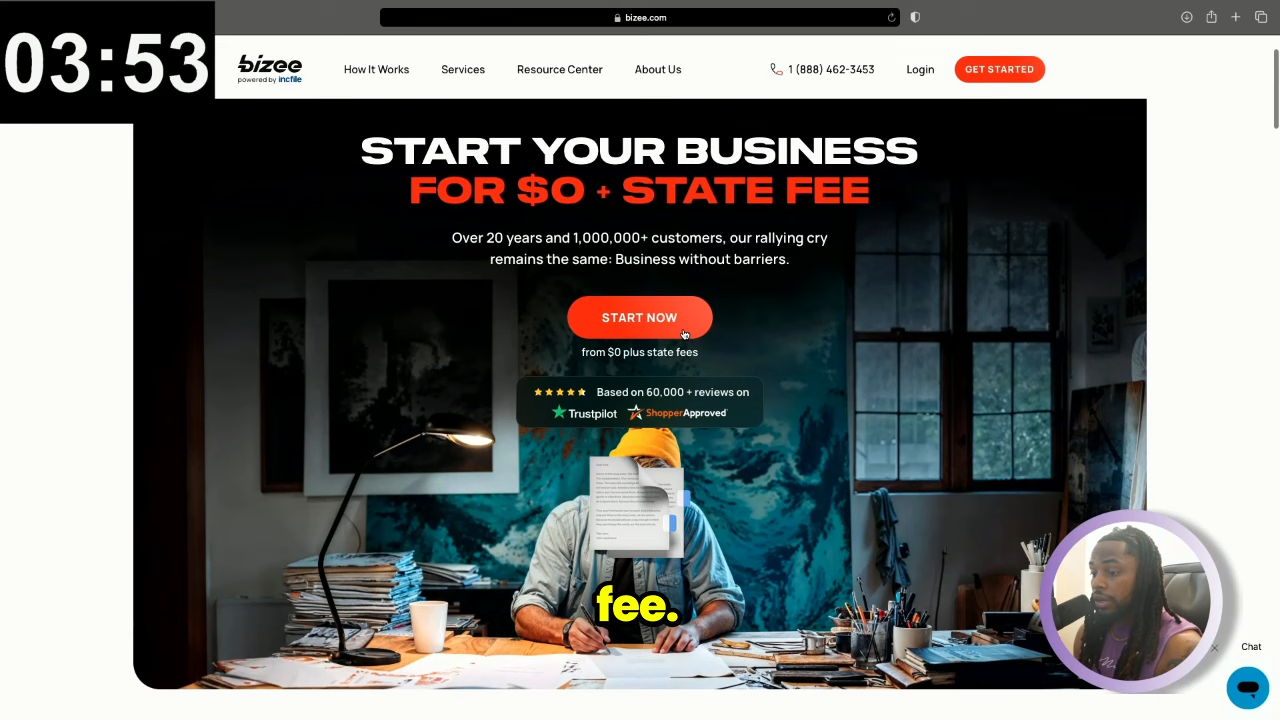 bizee.com
03:53
bizee
powered by incfile
How It Works
Services
Resource Center
About Us
1 (888) 462-3453
Login
GET STARTED
START YOUR BUSINESS
FOR $0 + STATE FEE
Over 20 years and 1,000,000+ customers, our rallying cry
remains the same: Business without barriers.
START NOW
from $0 plus state fees
Based on 60,000 + reviews on
Trustpilot
ShopperApproved
fee.
Chat